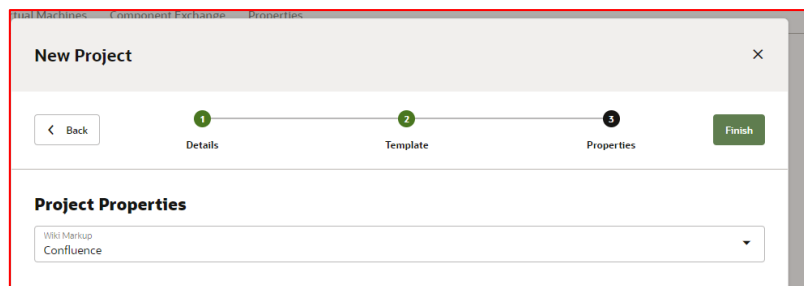 tual Machines Component Exchange Properties
New Project
1 2 3
Back Finish
Details Template Properties
Project Properties
Wiki Markup
Confluence